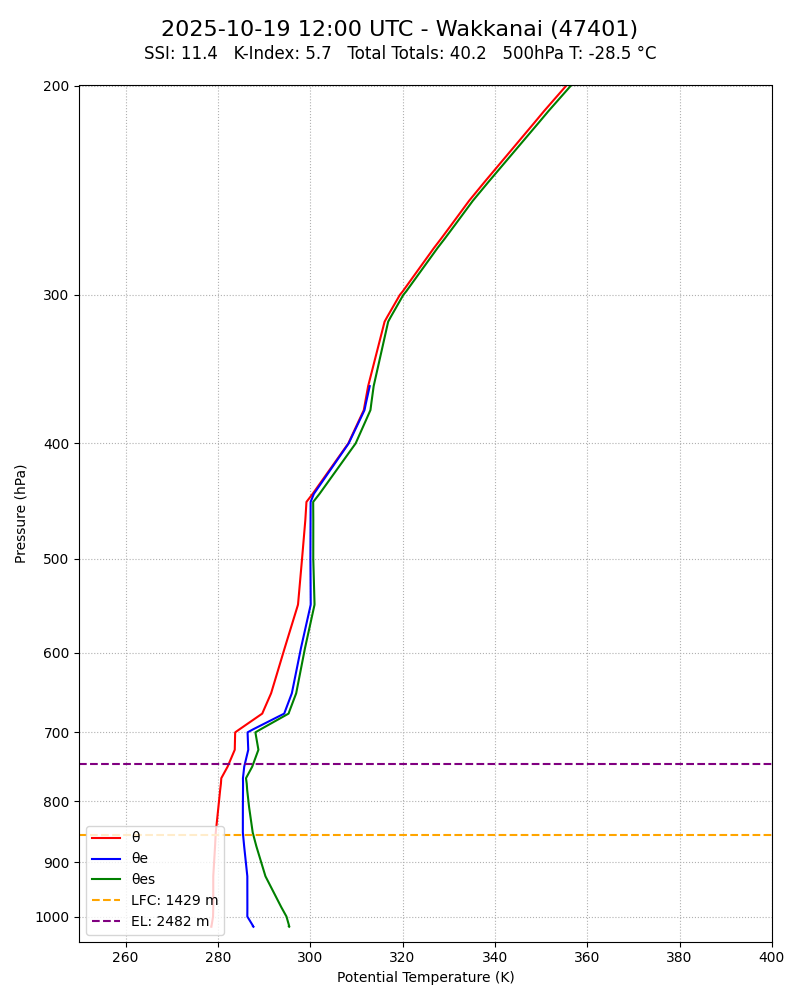 2025-10-19 12:00 UTC - Wakkanai (47401)
SSI: 11.4   K-Index: 5.7   Total Totals: 40.2   500hPa T: -28.5 °C
200
300
400
500
600
700
800
900
1000
Pressure (hPa)
θ
θe
θes
LFC: 1429 m
EL: 2482 m
260 280 300 320 340 360 380 400
Potential Temperature (K)